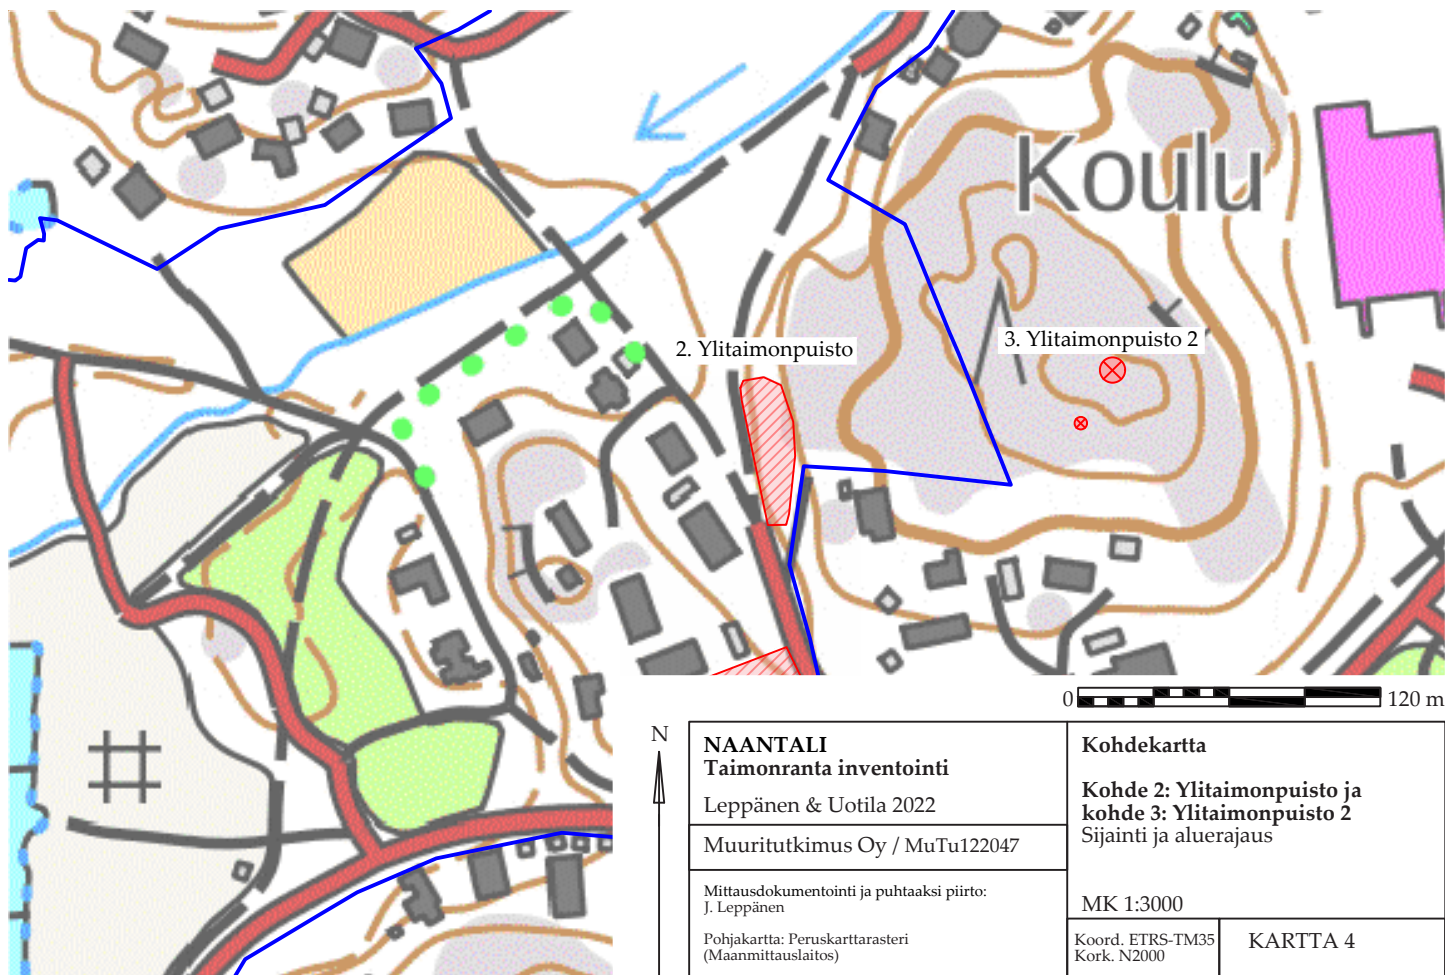 Koulu
2. Ylitaimonpuisto
3. Ylitaimonpuisto 2
0
120 m
N
NAANTALI
Taimonranta inventointi
Leppänen & Uotila 2022
Muuritutkimus Oy / MuTu122047
Mittausdokumentointi ja puhtaaksi piirto:
J. Leppänen
Pohjakartta: Peruskarttarasteri
(Maanmittauslaitos)
Kohdekartta
Kohde 2: Ylitaimonpuisto ja
kohde 3: Ylitaimonpuisto 2
Sijainti ja aluerajaus
MK 1:3000
Koord. ETRS-TM35
Kork. N2000
KARTTA 4